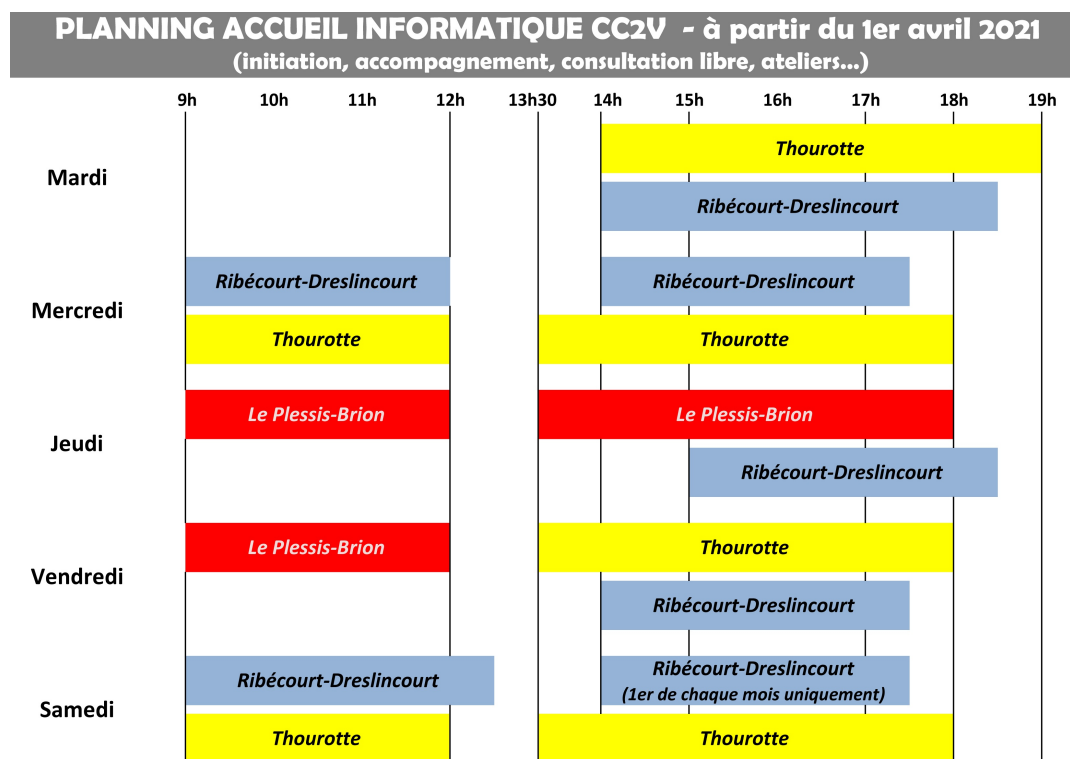 PLANNING ACCUEIL INFORMATIQUE CC2V - à partir du 1er avril 2021
(initiation, accompagnement, consultation libre, ateliers...)
9h 10h 11h 12h 13h30 14h 15h 16h 17h 18h 19h
Mardi
Thourotte
Ribécourt-Dreslincourt
Mercredi
Ribécourt-Dreslincourt Ribécourt-Dreslincourt
Thourotte Thourotte
Jeudi
Le Plessis-Brion Le Plessis-Brion
Ribécourt-Dreslincourt
Vendredi
Le Plessis-Brion Thourotte
Ribécourt-Dreslincourt
Samedi
Ribécourt-Dreslincourt Ribécourt-Dreslincourt
(1er de chaque mois uniquement)
Thourotte Thourotte